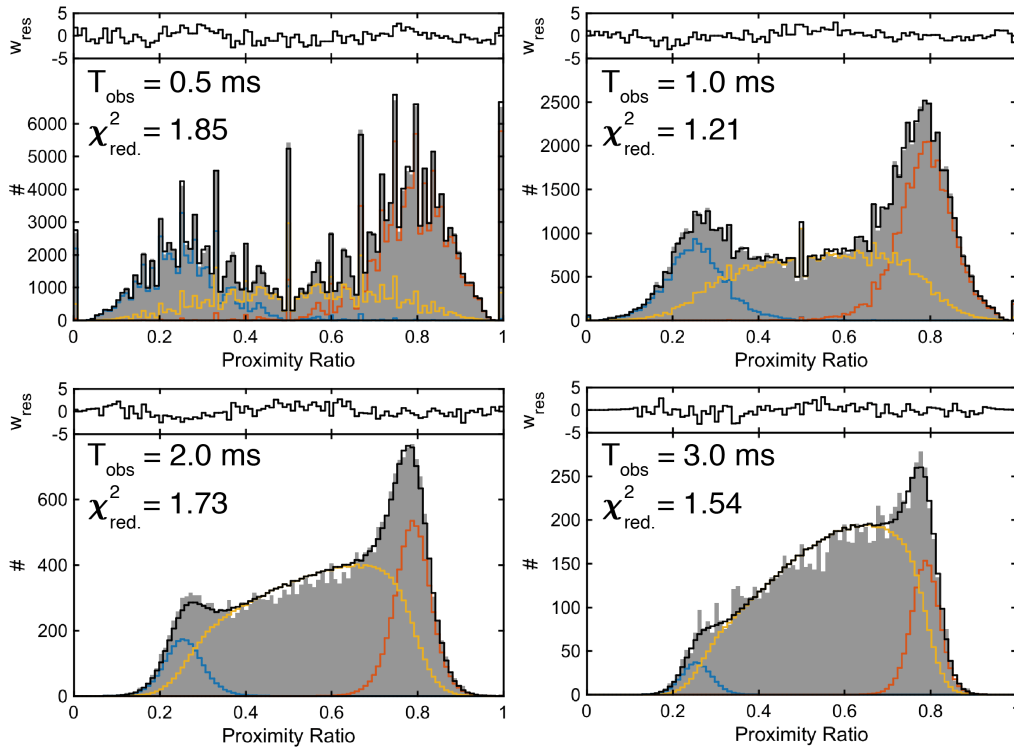 5
w_res
-5
T_obs = 0.5 ms
χ²_red. = 1.85
6000
5000
4000
3000
2000
1000
0
#
0 0.2 0.4 0.6 0.8 1
Proximity Ratio
5
w_res
-5
T_obs = 1.0 ms
χ²_red. = 1.21
2500
2000
1500
1000
500
0
#
0 0.2 0.4 0.6 0.8 1
Proximity Ratio
5
0
w_res
-5
T_obs = 2.0 ms
χ²_red. = 1.73
600
400
200
0
#
0 0.2 0.4 0.6 0.8 1
Proximity Ratio
5
0
w_res
-5
T_obs = 3.0 ms
χ²_red. = 1.54
250
200
150
100
50
0
#
0 0.2 0.4 0.6 0.8 1
Proximity Ratio